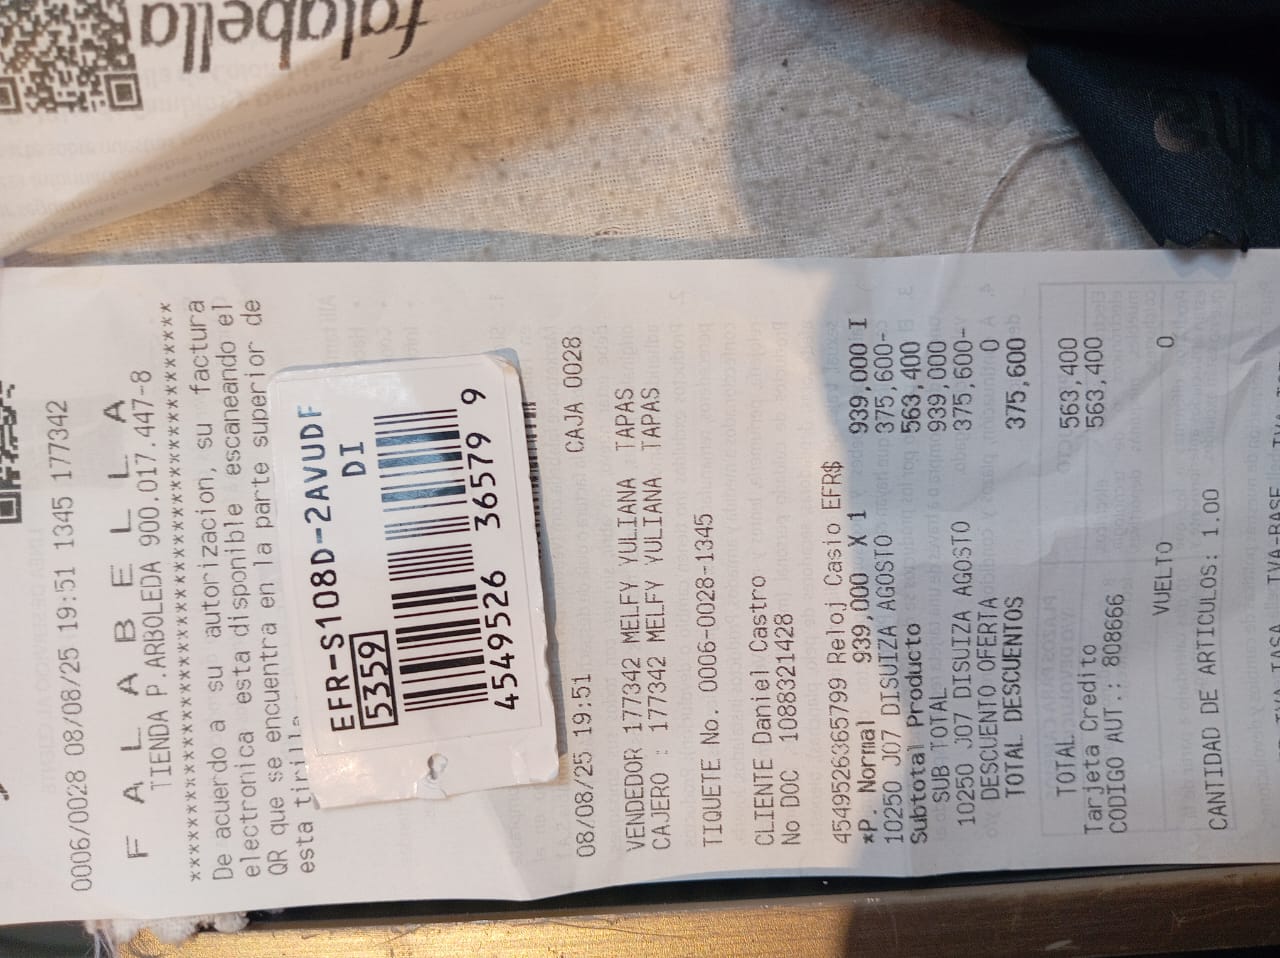 falabella
0006/0028 08/08/25 19:51 1345 177342
F A L A B E L L A
TIENDA P.ARBOLEDA 900.017.447-8
De acuerdo a su autorizacion, su factura
electronica esta disponible escaneando el
QR que se encuentra en la parte superior de
esta tirilla
EFR-S108D-2AVUDF
5359 DI
4549526 36579 9
08/08/25 19:51 CAJA 0028
VENDEDOR 177342 MELFY YULIANA TAPAS
CAJERO : 177342 MELFY YULIANA TAPAS
TIQUETE No. 0006-0028-1345
CLIENTE Daniel Castro
No DOC 1088321428
4549526365799 Reloj Casio EFR$
*P. Normal 939,000 X 1 939,000 I
10250 J07 DISUIZA AGOSTO 375,600-
Subtotal Producto 563,400
SUB TOTAL 939,000
10250 J07 DISUIZA AGOSTO 375,600-
DESCUENTO OFERTA 0
TOTAL DESCUENTOS 375,600
TOTAL 563,400
Tarjeta Credito 563,400
CODIGO AUT.: 808666
VUELTO 0
CANTIDAD DE ARTICULOS: 1.00